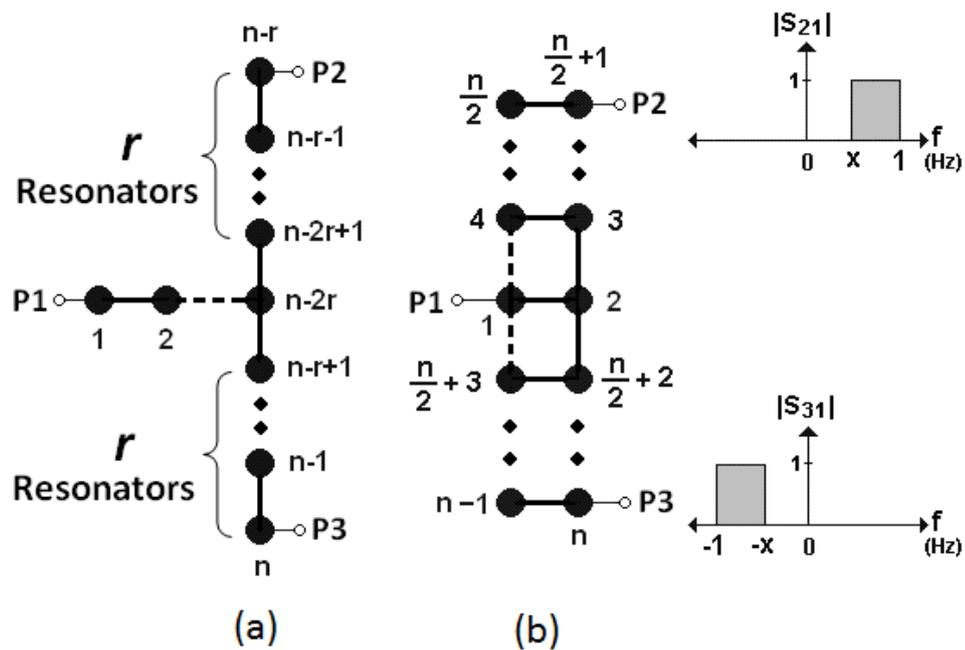 n-r
P2
r
Resonators
n-r-1
n-2r+1
P1
n-2r
1
2
n-r+1
r
Resonators
n-1
P3
n
(a)
n/2
n/2 +1
P2
4
3
P1
1
2
n/2 + 3
n/2 + 2
n –1
P3
n
(b)
|S21|
1
0
x
1
f
(Hz)
|S31|
1
-1
-x
0
f
(Hz)